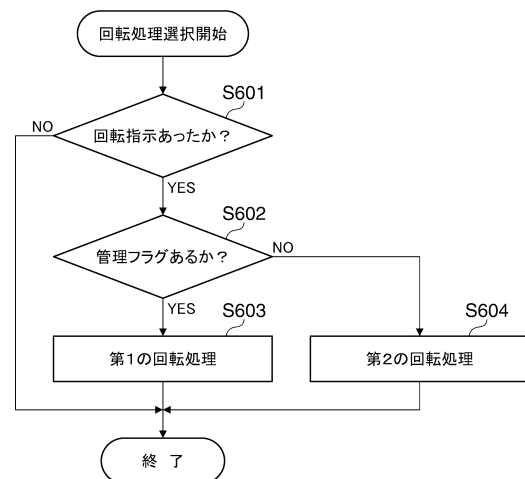 回転処理選択開始
S601
回転指示あったか？
NO
YES
S602
管理フラグあるか？
NO
YES
S603
第１の回転処理
S604
第２の回転処理
終 了